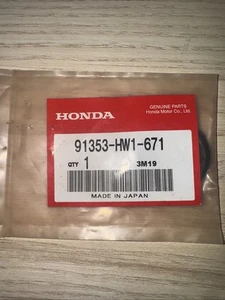 GENUINE PARTS
HONDA
Honda Motor Co., Ltd.
91353-HW1-671
QTY 1 3M19
MADE IN JAPAN